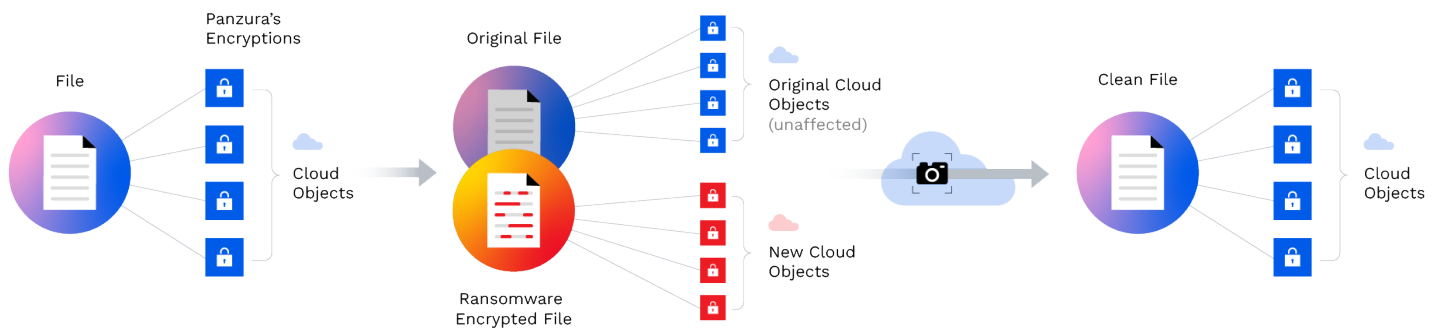 File
Panzura’s
Encryptions
Cloud
Objects
Original File
Ransomware
Encrypted File
Original Cloud
Objects
(unaffected)
New Cloud
Objects
Clean File
Cloud
Objects